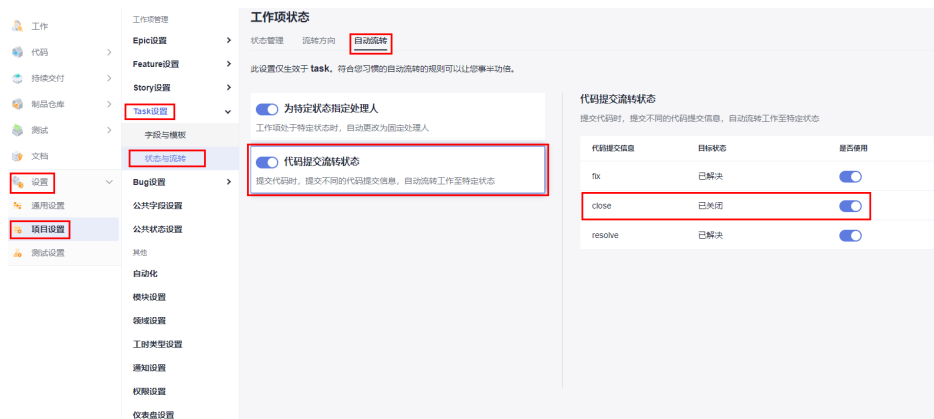 工作
代码
持续交付
制品仓库
测试
文档
设置
通用设置
项目设置
测试设置
工作项管理
Epic设置
Feature设置
Story设置
Task设置
字段与模板
状态与流转
Bug设置
公共字段设置
公共状态设置
其他
自动化
模块设置
领域设置
工时类型设置
通知设置
权限设置
仪表盘设置
工作项状态
状态管理 流转方向 自动流转
此设置仅生效于 task。符合您习惯的自动流转的规则可以让您事半功倍。
为特定状态指定处理人
工作项处于特定状态时，自动更改为固定处理人
代码提交流转状态
提交代码时，提交不同的代码提交信息，自动流转工作至特定状态
代码提交流转状态
提交代码时，提交不同的代码提交信息，自动流转工作至特定状态
代码提交信息 目标状态 是否使用
fix 已解决
close 已关闭
resolve 已解决